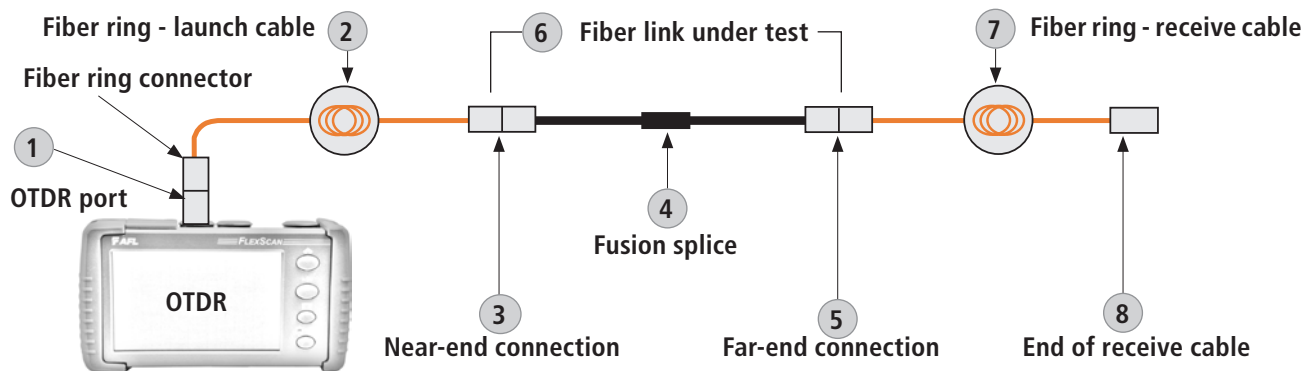 Fiber ring - launch cable
2
6
Fiber link under test
7
Fiber ring - receive cable
Fiber ring connector
1
OTDR port
AFL
FLEXSCAN
OTDR
4
Fusion splice
3
Near-end connection
5
Far-end connection
8
End of receive cable